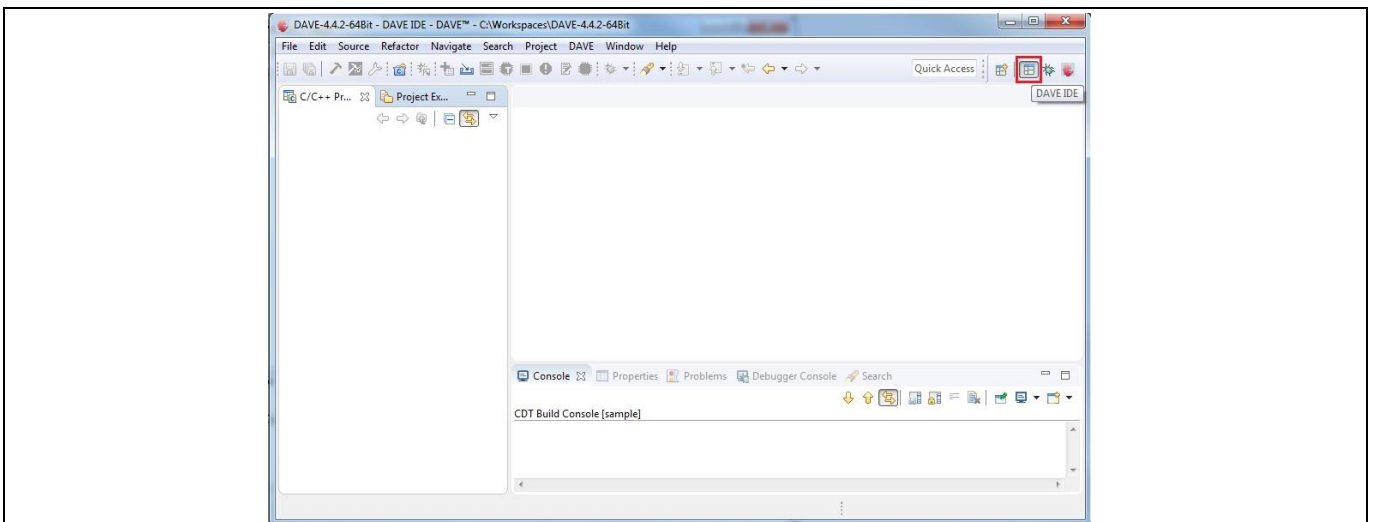 DAVE-4.4.2-64Bit - DAVE IDE - DAVE™ - C:\Workspaces\DAVE-4.4.2-64Bit
File Edit Source Refactor Navigate Search Project DAVE Window Help
Quick Access
C/C++ Pr... Project Ex...
DAVE IDE
Console Properties Problems Debugger Console Search
CDT Build Console [sample]